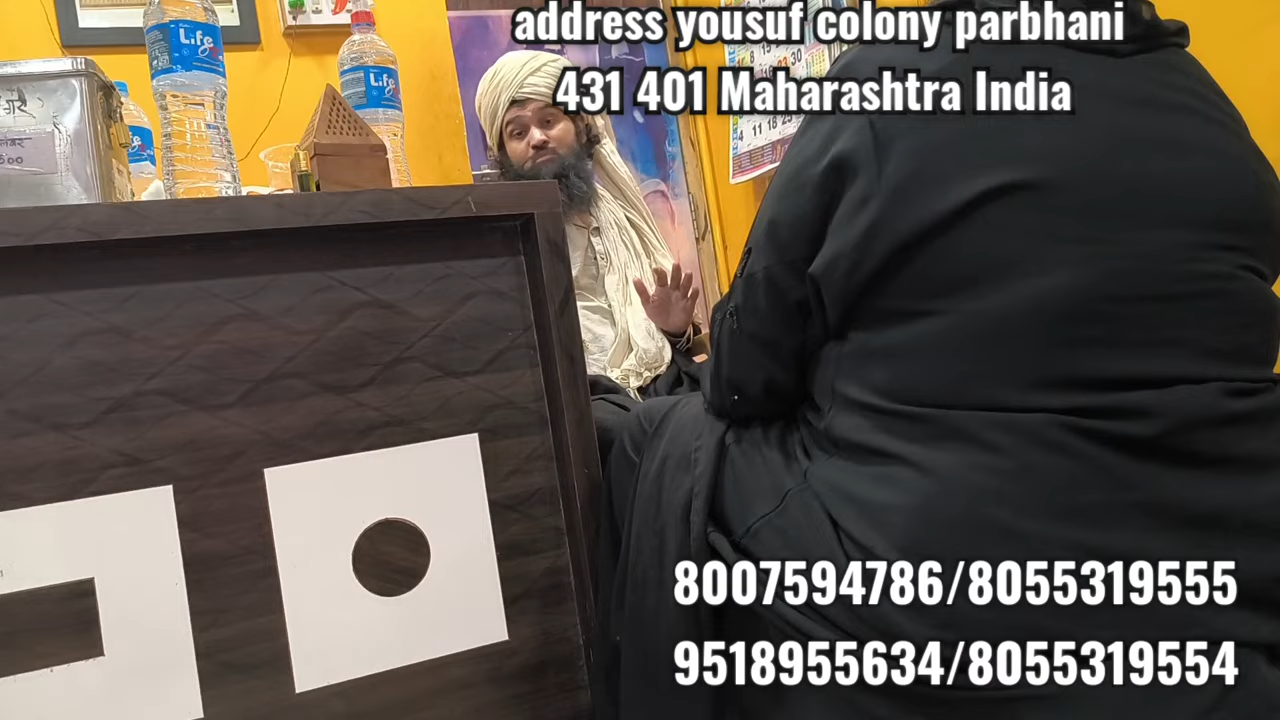 address yousuf colony parbhani
431 401 Maharashtra India
Life
Life
8007594786/8055319555
9518955634/8055319554